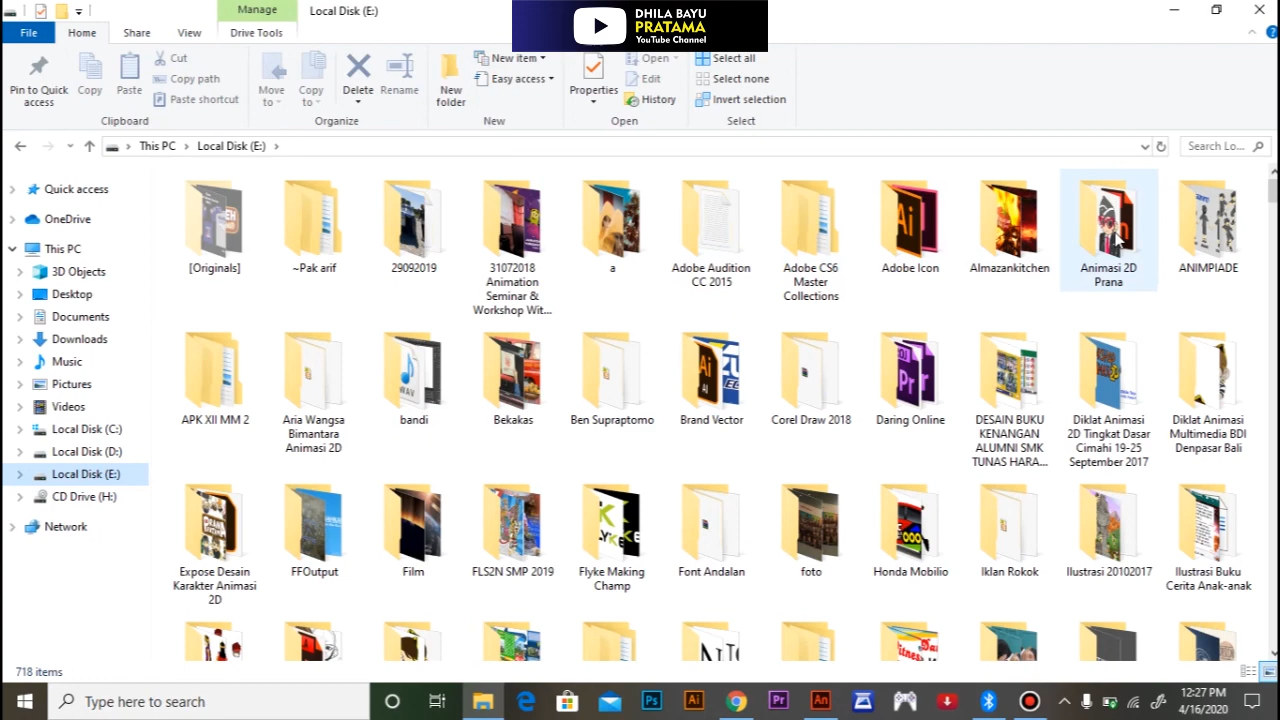 Manage
Local Disk (E:)
DHILA BAYU
PRATAMA
YouTube Channel
File
Home
Share
View
Drive Tools
Pin to Quick
access
Copy
Paste
Cut
Copy path
Paste shortcut
Clipboard
Move
to
Copy
to
Delete
Rename
Organize
New
folder
New item
Easy access
New
Properties
Open
Edit
History
Open
Select all
Select none
Invert selection
Select
This PC
Local Disk (E:)
Search Lo...
Quick access
OneDrive
This PC
3D Objects
Desktop
Documents
Downloads
Music
Pictures
Videos
Local Disk (C:)
Local Disk (D:)
Local Disk (E:)
CD Drive (H:)
Network
[Originals]
~Pak arif
29092019
31072018
Animation
Seminar &
Workshop Wit...
a
Adobe Audition
CC 2015
Adobe CS6
Master
Collections
Adobe Icon
Almazankitchen
Animasi 2D
Prana
ANIMPIADE
APK XII MM 2
Aria Wangsa
Bimantara
Animasi 2D
bandi
Bekakas
Ben Supraptomo
Brand Vector
Corel Draw 2018
Daring Online
DESAIN BUKU
KENANGAN
ALUMNI SMK
TUNAS HARA...
Diklat Animasi
2D Tingkat Dasar
Cimahi 19-25
September 2017
Diklat Animasi
Multimedia BDI
Denpasar Bali
Expose Desain
Karakter Animasi
2D
FFOutput
Film
FLS2N SMP 2019
Flyke Making
Champ
Font Andalan
foto
Honda Mobilio
Iklan Rokok
Ilustrasi 20102017
Ilustrasi Buku
Cerita Anak-anak
718 items
Type here to search
Ps
Ai
Pr
An
12:27 PM
4/16/2020